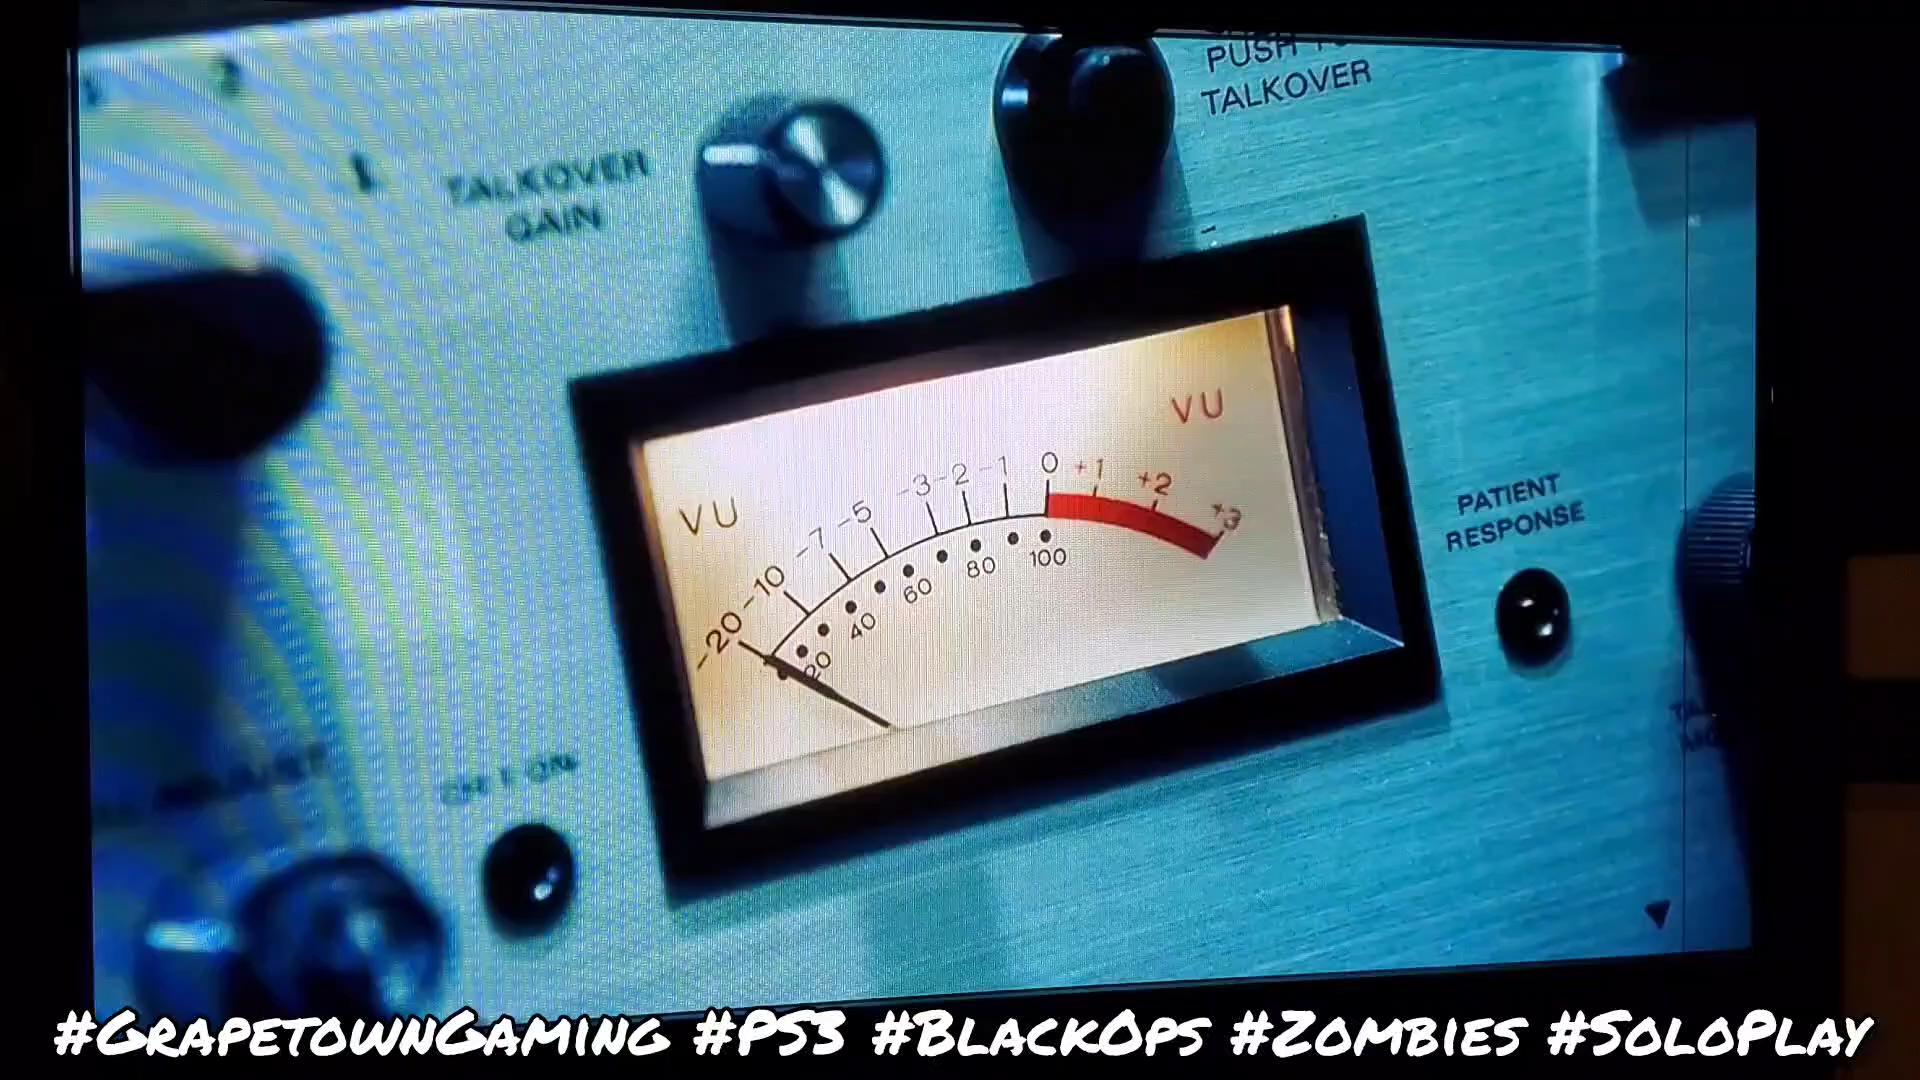 PUSH TO
TALKOVER
TALKOVER
GAIN
VU
VU
-20 -10 -7 -5 -3 -2 -1 0 +1 +2 +3
20 40 60 80 100
PATIENT
RESPONSE
#GrapetownGaming #PS3 #BlackOps #Zombies #SoloPlay